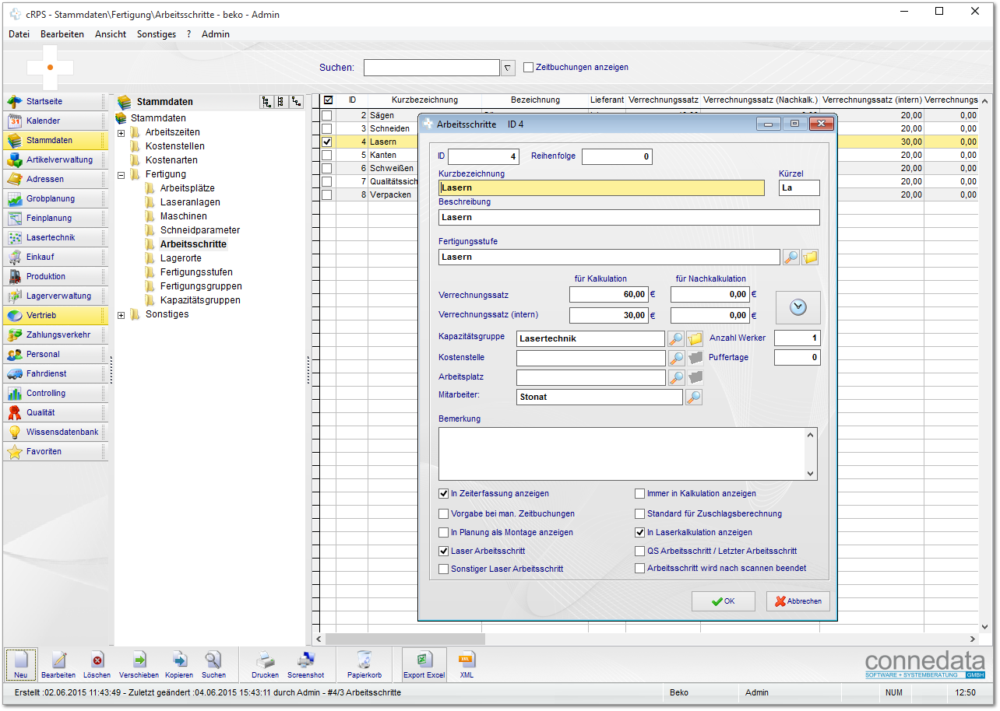 cRPS - Stammdaten\Fertigung\Arbeitsschritte - beko - Admin
Datei Bearbeiten Ansicht Sonstiges ? Admin
Suchen: Zeitbuchungen anzeigen
Startseite
Kalender
Stammdaten
Artikelverwaltung
Adressen
Grobplanung
Feinplanung
Lasertechnik
Einkauf
Produktion
Lagerverwaltung
Vertrieb
Zahlungsverkehr
Personal
Fahrdienst
Controlling
Qualität
Wissensdatenbank
Favoriten
Stammdaten
Stammdaten
Arbeitszeiten
Kostenstellen
Kostenarten
Fertigung
Arbeitsplätze
Laseranlagen
Maschinen
Schneidparameter
Arbeitsschritte
Lagerorte
Fertigungsstufen
Fertigungsgruppen
Kapazitätsgruppen
Sonstiges
ID Kurzbezeichnung Bezeichnung Lieferant Verrechnungssatz Verrechnungssatz (Nachkalk.) Verrechnungssatz (intern) Verrechnungs
2 Sägen 20,00 0,00
3 Schneiden 20,00 0,00
4 Lasern 30,00 0,00
5 Kanten 20,00 0,00
6 Schweißen 20,00 0,00
7 Qualitätssich 20,00 0,00
8 Verpacken 20,00 0,00
Arbeitsschritte ID 4
ID 4 Reihenfolge 0
Kurzbezeichnung Kürzel
Lasern La
Beschreibung
Lasern
Fertigungsstufe
Lasern
für Kalkulation für Nachkalkulation
Verrechnungssatz 60,00 € 0,00 €
Verrechnungssatz (intern) 30,00 € 0,00 €
Kapazitätsgruppe Lasertechnik Anzahl Werker 1
Kostenstelle Puffertage 0
Arbeitsplatz
Mitarbeiter: Stonat
Bemerkung
In Zeiterfassung anzeigen Immer in Kalkulation anzeigen
Vorgabe bei man. Zeitbuchungen Standard für Zuschlagsberechnung
In Planung als Montage anzeigen In Laserkalkulation anzeigen
Laser Arbeitsschritt QS Arbeitsschritt / Letzter Arbeitsschritt
Sonstiger Laser Arbeitsschritt Arbeitsschritt wird nach scannen beendet
OK Abbrechen
Neu Bearbeiten Löschen Verschieben Kopieren Suchen Drucken Screenshot Papierkorb Export Excel XML
connedata
SOFTWARE + SYSTEMBERATUNG GMBH
Erstellt :02.06.2015 11:43:49 - Zuletzt geändert :04.06.2015 15:43:11 durch Admin - #4/3 Arbeitsschritte Beko Admin NUM 12:50